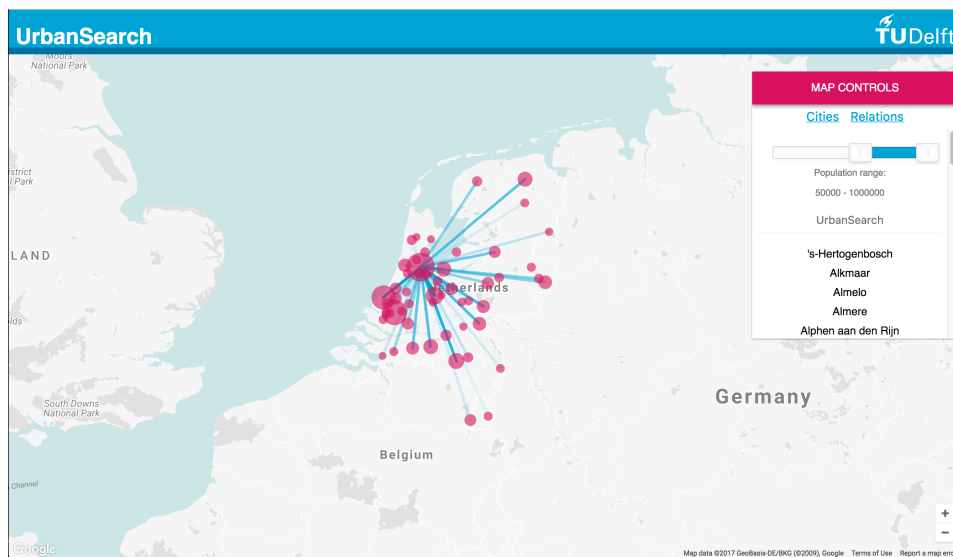 UrbanSearch
TUDelft
Moors
National Park
MAP CONTROLS
Cities Relations
Population range:
50000 - 1000000
UrbanSearch
's-Hertogenbosch
Alkmaar
Almelo
Almere
Alphen aan den Rijn
istrict
l Park
LAND
Netherlands
lds
South Downs
National Park
Germany
Belgium
Channel
+
−
Google
Map data ©2017 GeoBasis-DE/BKG (©2009), Google Terms of Use Report a map erro